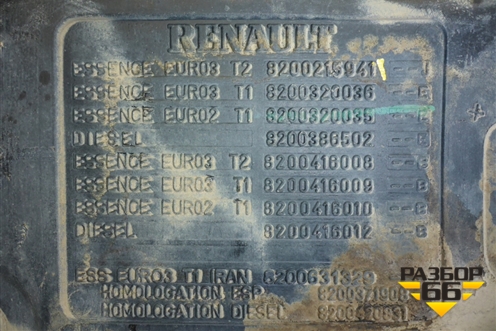 RENAULT
ESSENCE EURO3 T2 8200215941
ESSENCE EURO3 T1 8200320036
ESSENCE EURO2 T1 8200320035
DIESEL 8200386502
ESSENCE EURO3 T2 8200416008
ESSENCE EURO3 T1 8200416009
ESSENCE EURO2 T1 8200416010
DIESEL 8200416012
ESS EURO3 T1 IRAN
HOMOLOGATION ESP
HOMOLOGATION DIESEL
РАЗБОР
66